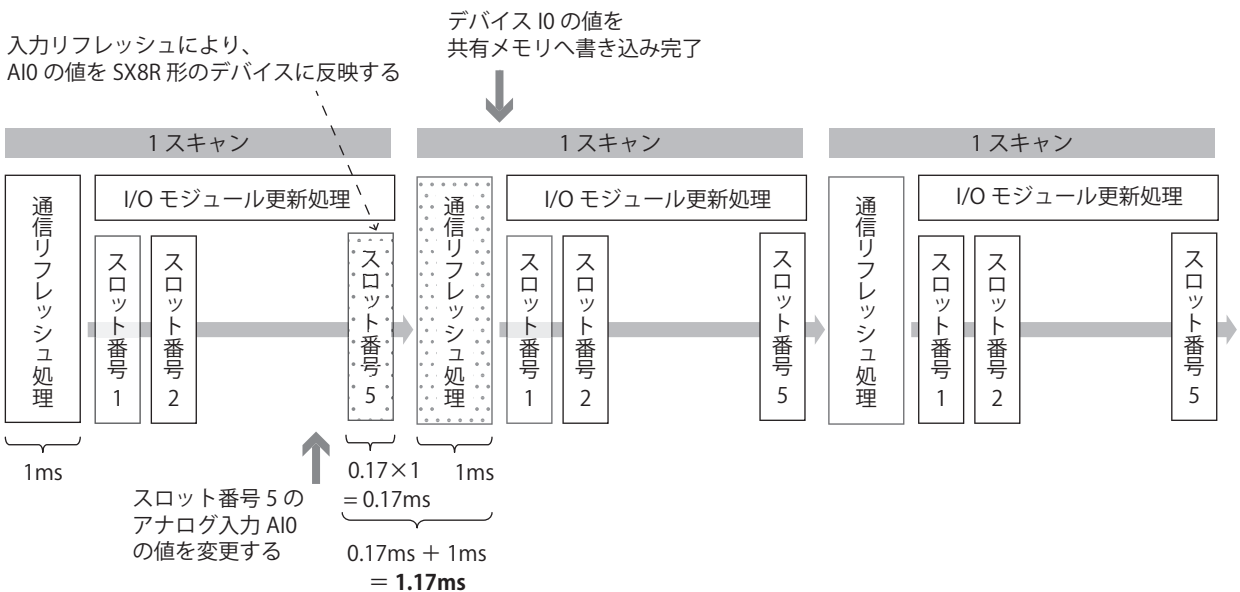 デバイス I0 の値を
共有メモリへ書き込み完了
入力リフレッシュにより、
AI0 の値を SX8R 形のデバイスに反映する
1 スキャン
1 スキャン
1 スキャン
通信リフレッシュ処理
I/O モジュール更新処理
スロット番号 1
スロット番号 2
スロット番号 5
通信リフレッシュ処理
I/O モジュール更新処理
スロット番号 1
スロット番号 2
スロット番号 5
通信リフレッシュ処理
I/O モジュール更新処理
スロット番号 1
スロット番号 2
スロット番号 5
1ms
0.17×1
= 0.17ms
1ms
スロット番号 5 の
アナログ入力 AI0
の値を変更する
0.17ms + 1ms
= 1.17ms